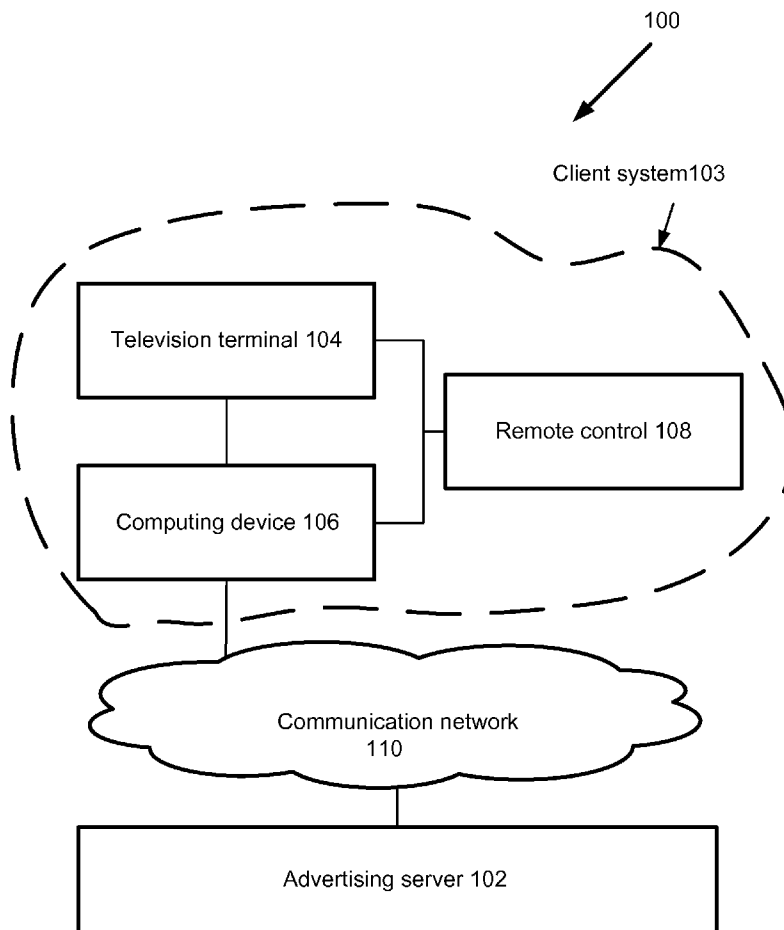 100
Client system103
Television terminal 104
Remote control 108
Computing device 106
Communication network
110
Advertising server 102